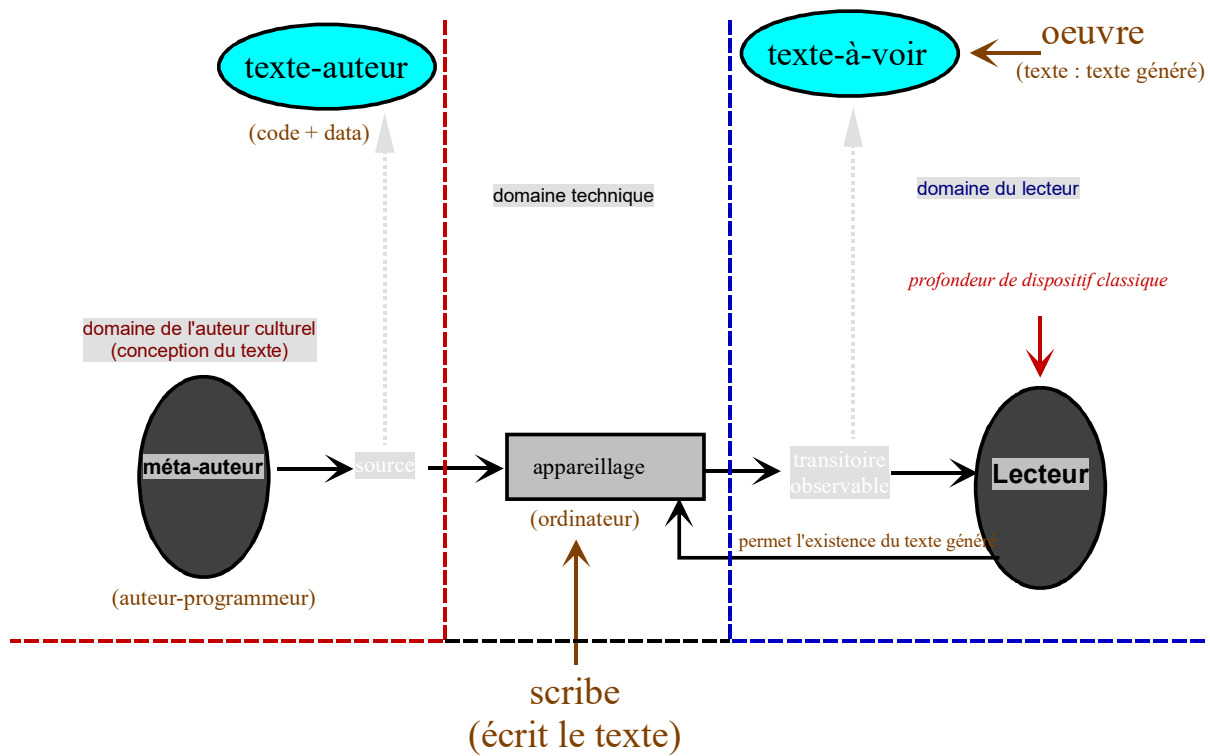 texte-auteur
(code + data)
texte-à-voir
oeuvre
(texte : texte généré)
domaine technique
domaine du lecteur
profondeur de dispositif classique
domaine de l'auteur culturel
(conception du texte)
méta-auteur
(auteur-programmeur)
source
appareillage
(ordinateur)
transitoire
observable
Lecteur
permet l'existence du texte généré
scribe
(écrit le texte)